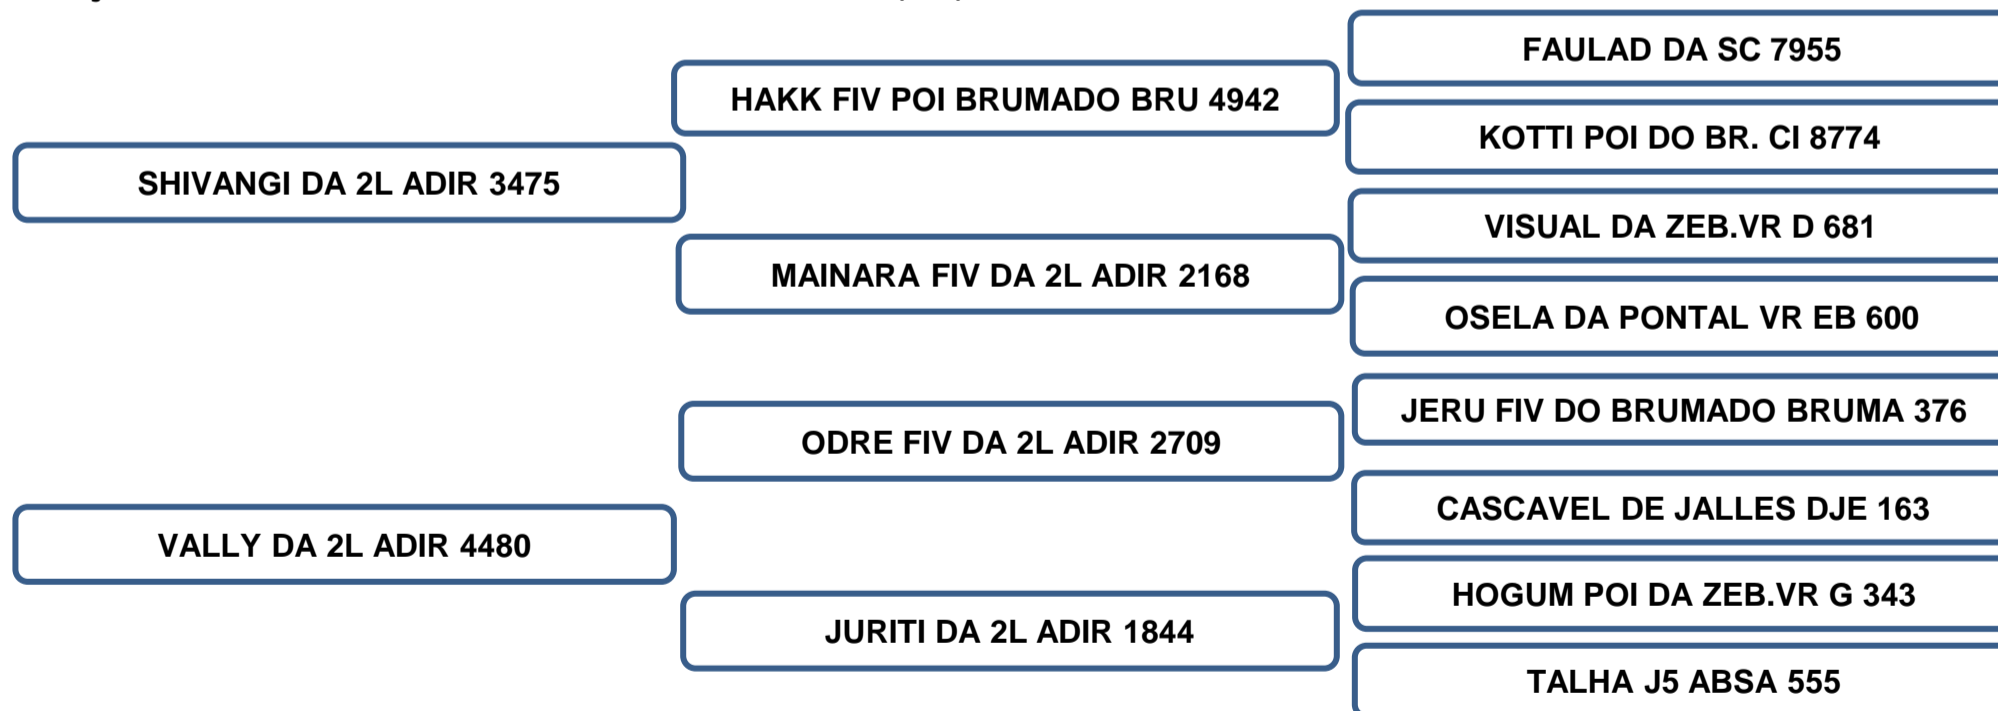 FAULAD DA SC 7955
HAKK FIV POI BRUMADO BRU 4942
KOTTI POI DO BR. CI 8774
SHIVANGI DA 2L ADIR 3475
VISUAL DA ZEB.VR D 681
MAINARA FIV DA 2L ADIR 2168
OSELA DA PONTAL VR EB 600
JERU FIV DO BRUMADO BRUMA 376
ODRE FIV DA 2L ADIR 2709
CASCAVEL DE JALLES DJE 163
VALLY DA 2L ADIR 4480
HOGUM POI DA ZEB.VR G 343
JURITI DA 2L ADIR 1844
TALHA J5 ABSA 555